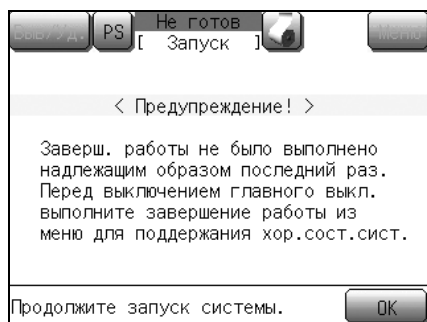 Выв/Уд. PS Не готов Меню
[ Запуск ]
< Предупреждение! >
Заверш. работы не было выполнено
надлежащим образом последний раз.
Перед выключением главного выкл.
выполните завершение работы из
меню для поддержания хор.сост.сист.
Продолжите запуск системы. OK